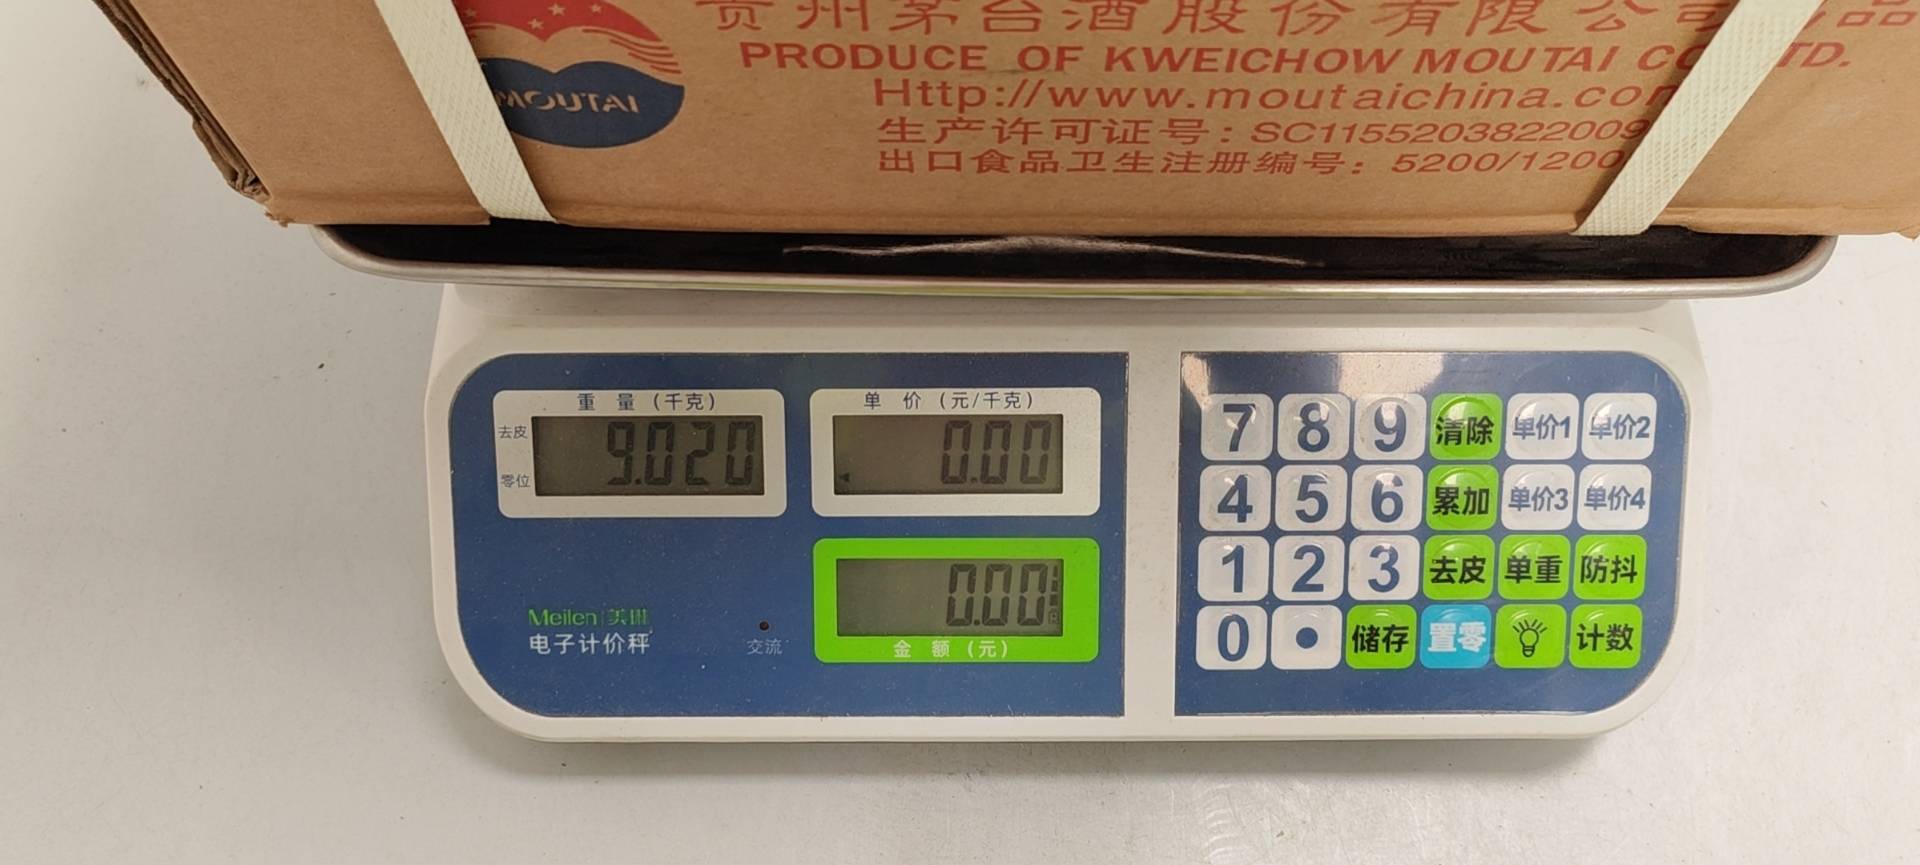 贵州茅台酒股份有限公司
PRODUCE OF KWEICHOW MOUTAI CO LTD.
MOUTAI
Http://www.moutaichina.com
生产许可证号：SC1155203822009
出口食品卫生注册编号：5200/1200
重 量 (千克)
去皮
零位
9.020
单 价 (元/千克)
0.00
0.00
金 额 (元)
Meilen 美琳
电子计价秤
交流
7 8 9 清除 单价1 单价2
4 5 6 累加 单价3 单价4
1 2 3 去皮 单重 防抖
0 • 储存 置零 计数